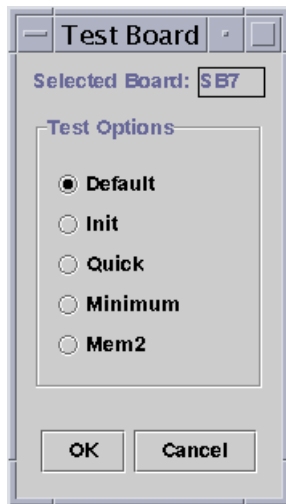 Test Board
Selected Board: SB7
Test Options
Default
Init
Quick
Minimum
Mem2
OK Cancel